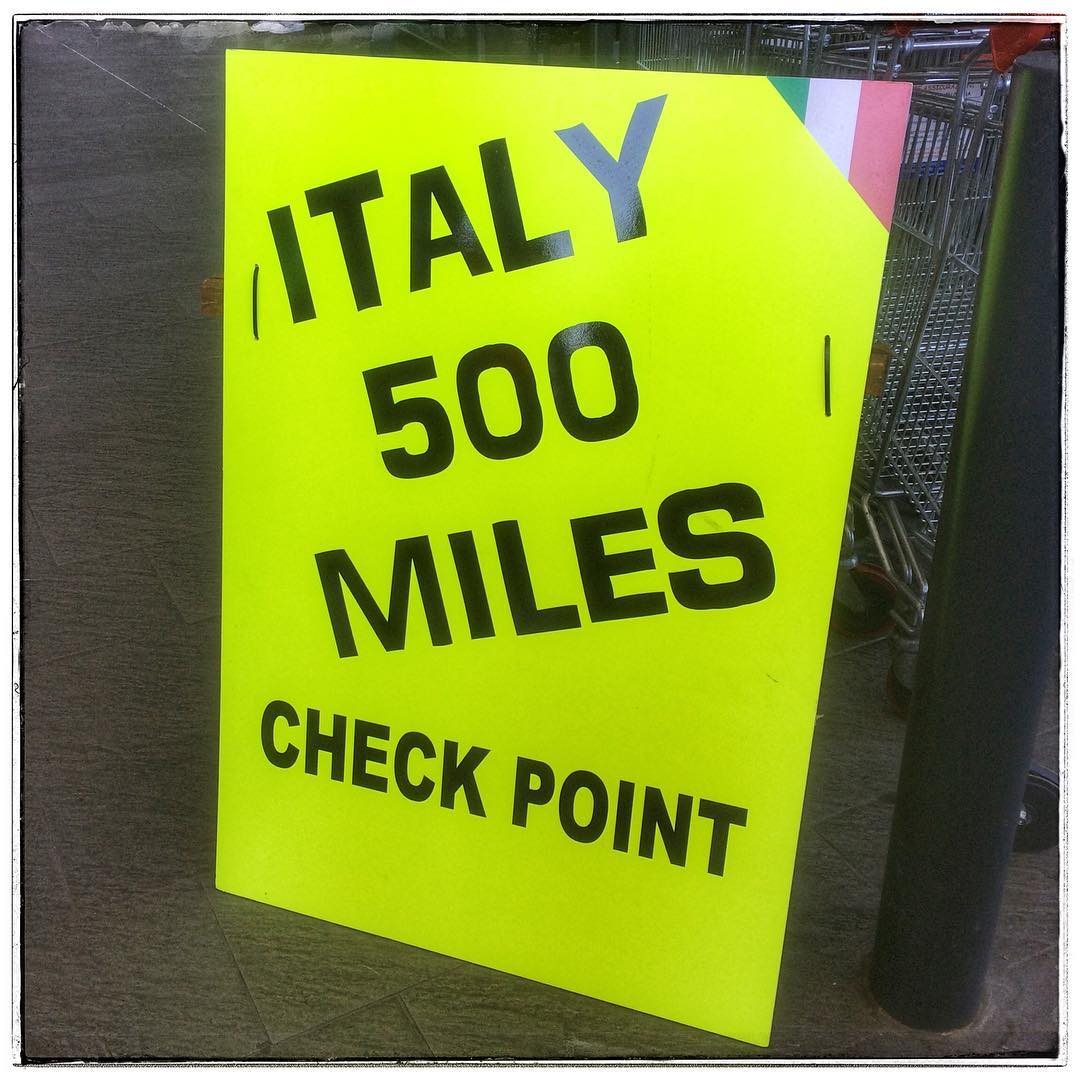 ITALY
500
MILES
CHECK POINT